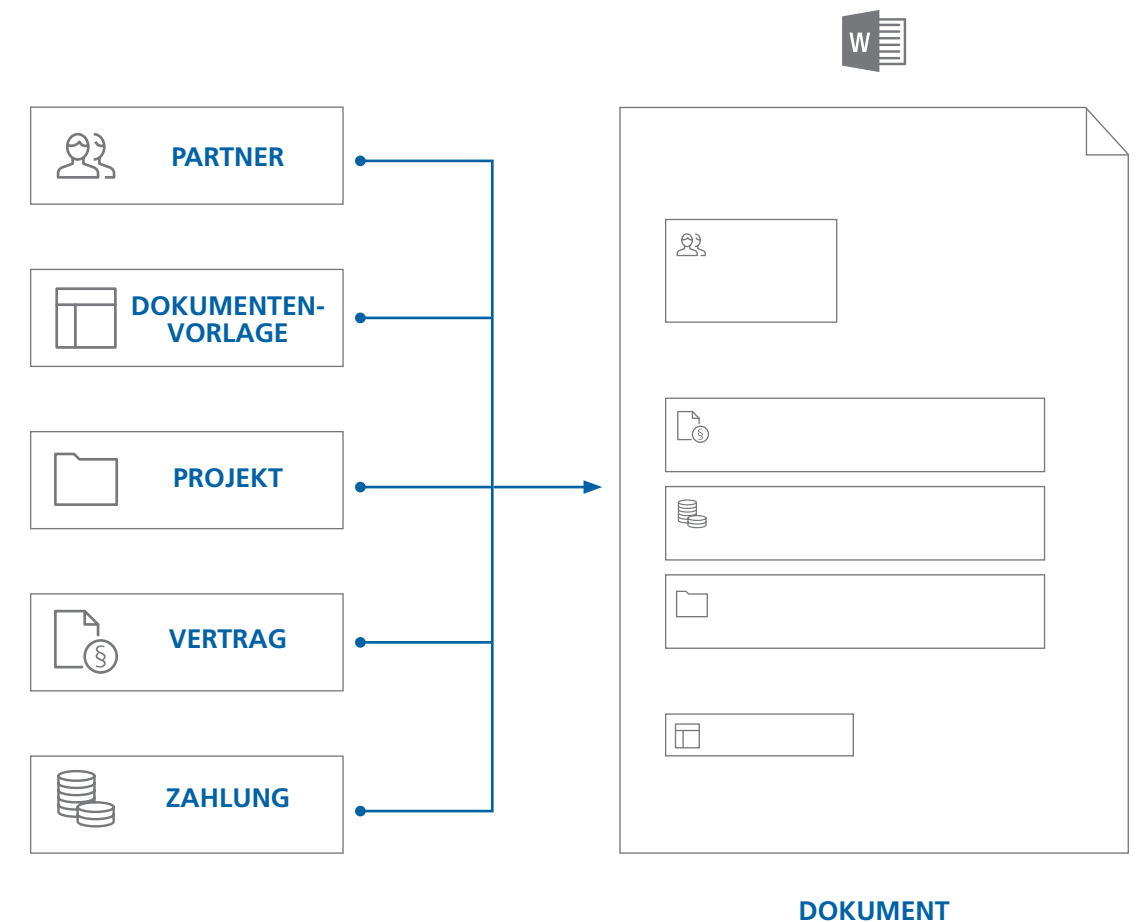 W
PARTNER
DOKUMENTEN-
VORLAGE
PROJEKT
§
VERTRAG
§
ZAHLUNG
DOKUMENT